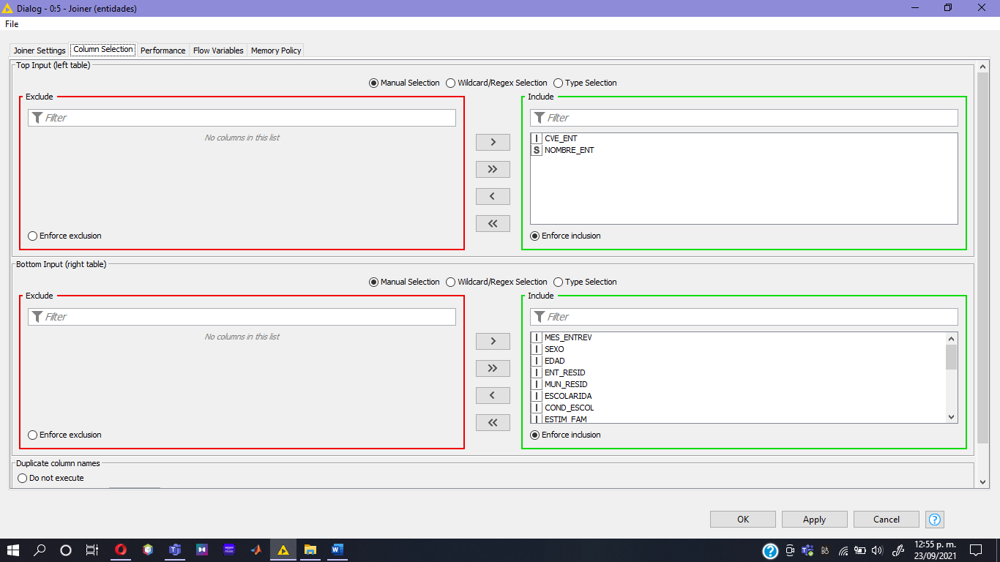 Dialog - 0:5 - Joiner (entidades)
File
Joiner Settings Column Selection Performance Flow Variables Memory Policy
Top Input (left table)
Manual Selection Wildcard/Regex Selection Type Selection
Exclude
Filter
No columns in this list
Enforce exclusion
>
>>
<
<<
Include
Filter
I CVE_ENT
S NOMBRE_ENT
Enforce inclusion
Bottom Input (right table)
Manual Selection Wildcard/Regex Selection Type Selection
Exclude
Filter
No columns in this list
Enforce exclusion
>
>>
<
<<
Include
Filter
I MES_ENTREV
I SEXO
I EDAD
I ENT_RESID
I MUN_RESID
I ESCOLARIDA
I COND_ESCOL
I ESTIM_FAM
Enforce inclusion
Duplicate column names
Do not execute
OK Apply Cancel ?
12:55 p. m.
23/09/2021